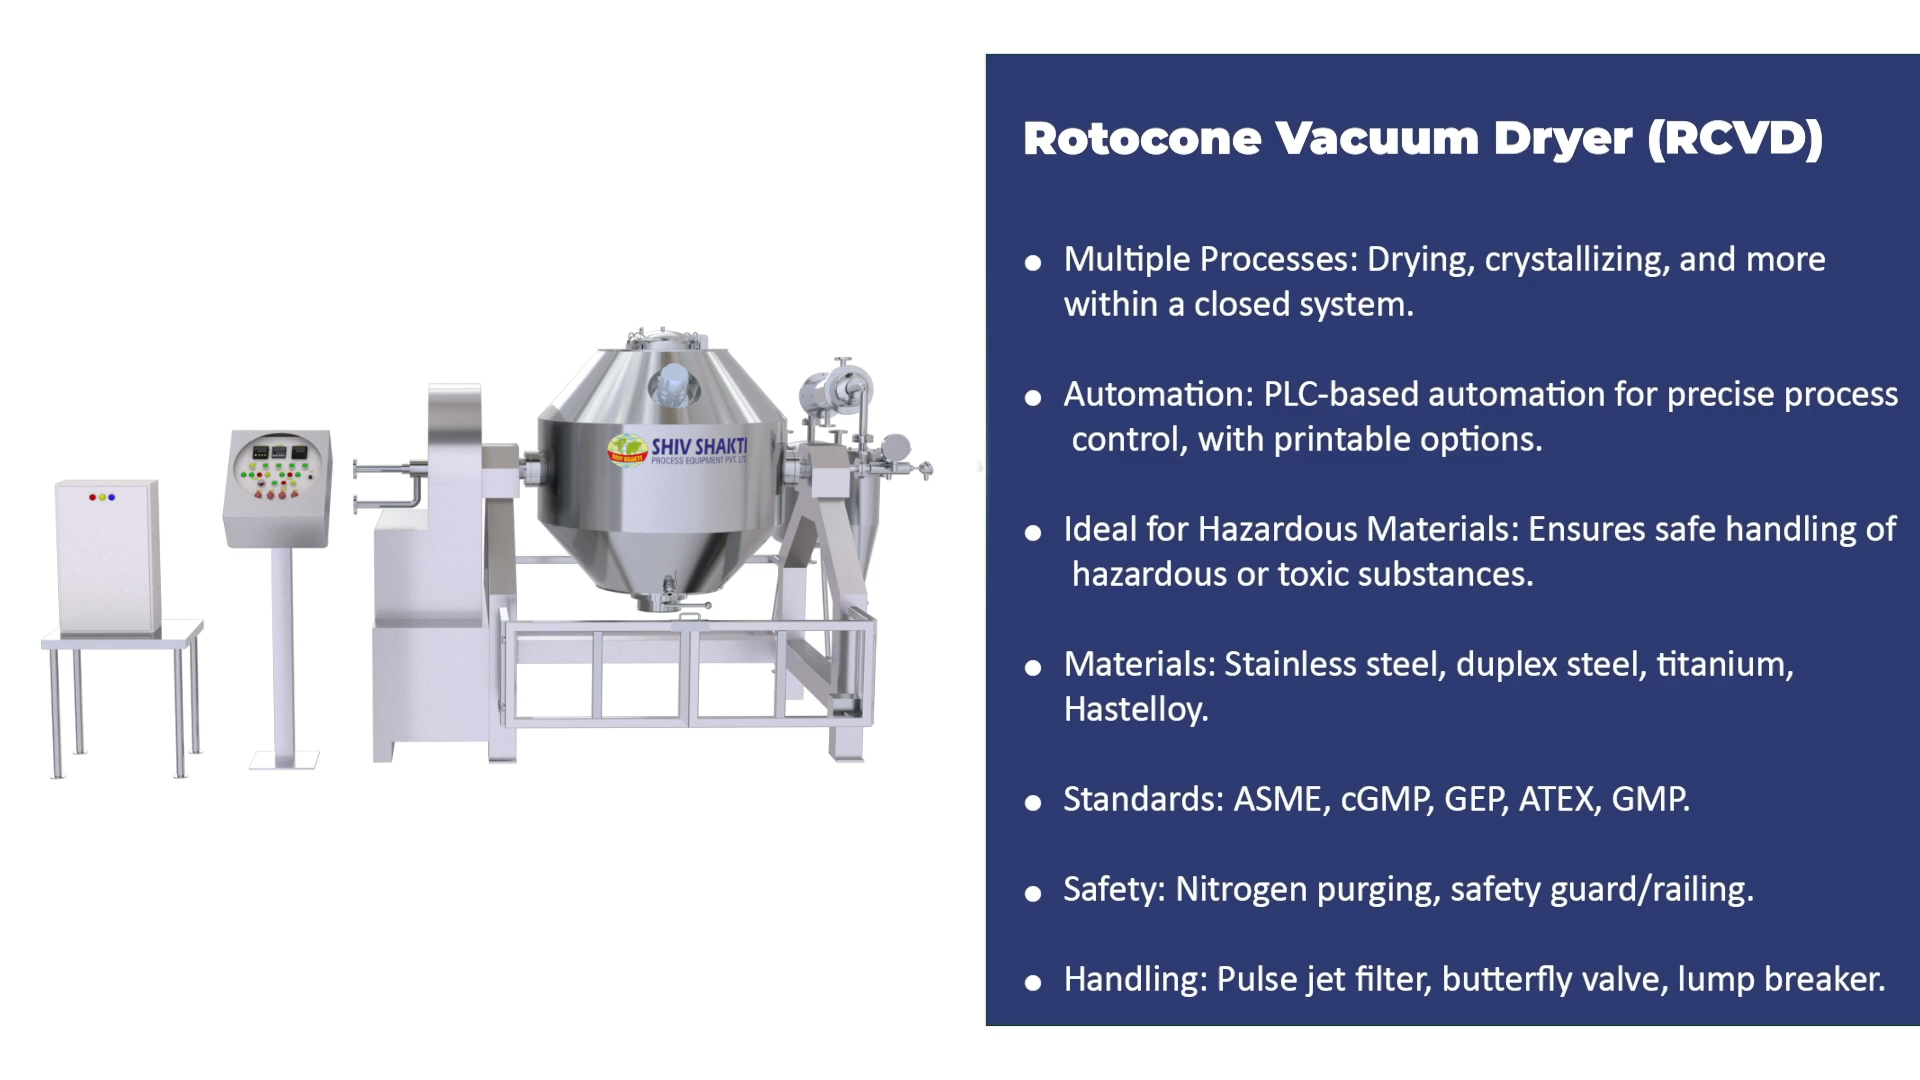 Rotocone Vacuum Dryer (RCVD)
• Multiple Processes: Drying, crystallizing, and more
within a closed system.
• Automation: PLC-based automation for precise process
control, with printable options.
• Ideal for Hazardous Materials: Ensures safe handling of
hazardous or toxic substances.
• Materials: Stainless steel, duplex steel, titanium,
Hastelloy.
• Standards: ASME, cGMP, GEP, ATEX, GMP.
• Safety: Nitrogen purging, safety guard/railing.
• Handling: Pulse jet filter, butterfly valve, lump breaker.
SHIV SHAKTI
SHIV SHAKTI
PROCESS EQUIPMENT PVT. LTD